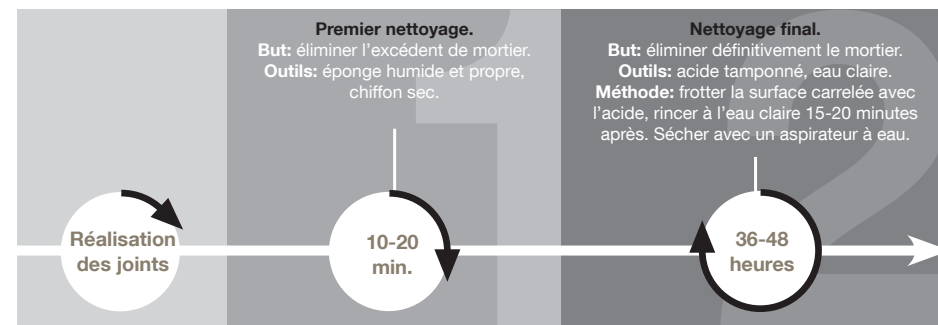 Premier nettoyage.
But: éliminer l'excédent de mortier.
Outils: éponge humide et propre,
chiffon sec.
Nettoyage final.
But: éliminer définitivement le mortier.
Outils: acide tamponné, eau claire.
Méthode: frotter la surface carrelée avec
l'acide, rincer à l'eau claire 15-20 minutes
après. Sécher avec un aspirateur à eau.
Réalisation
des joints
10-20
min.
36-48
heures
1
2